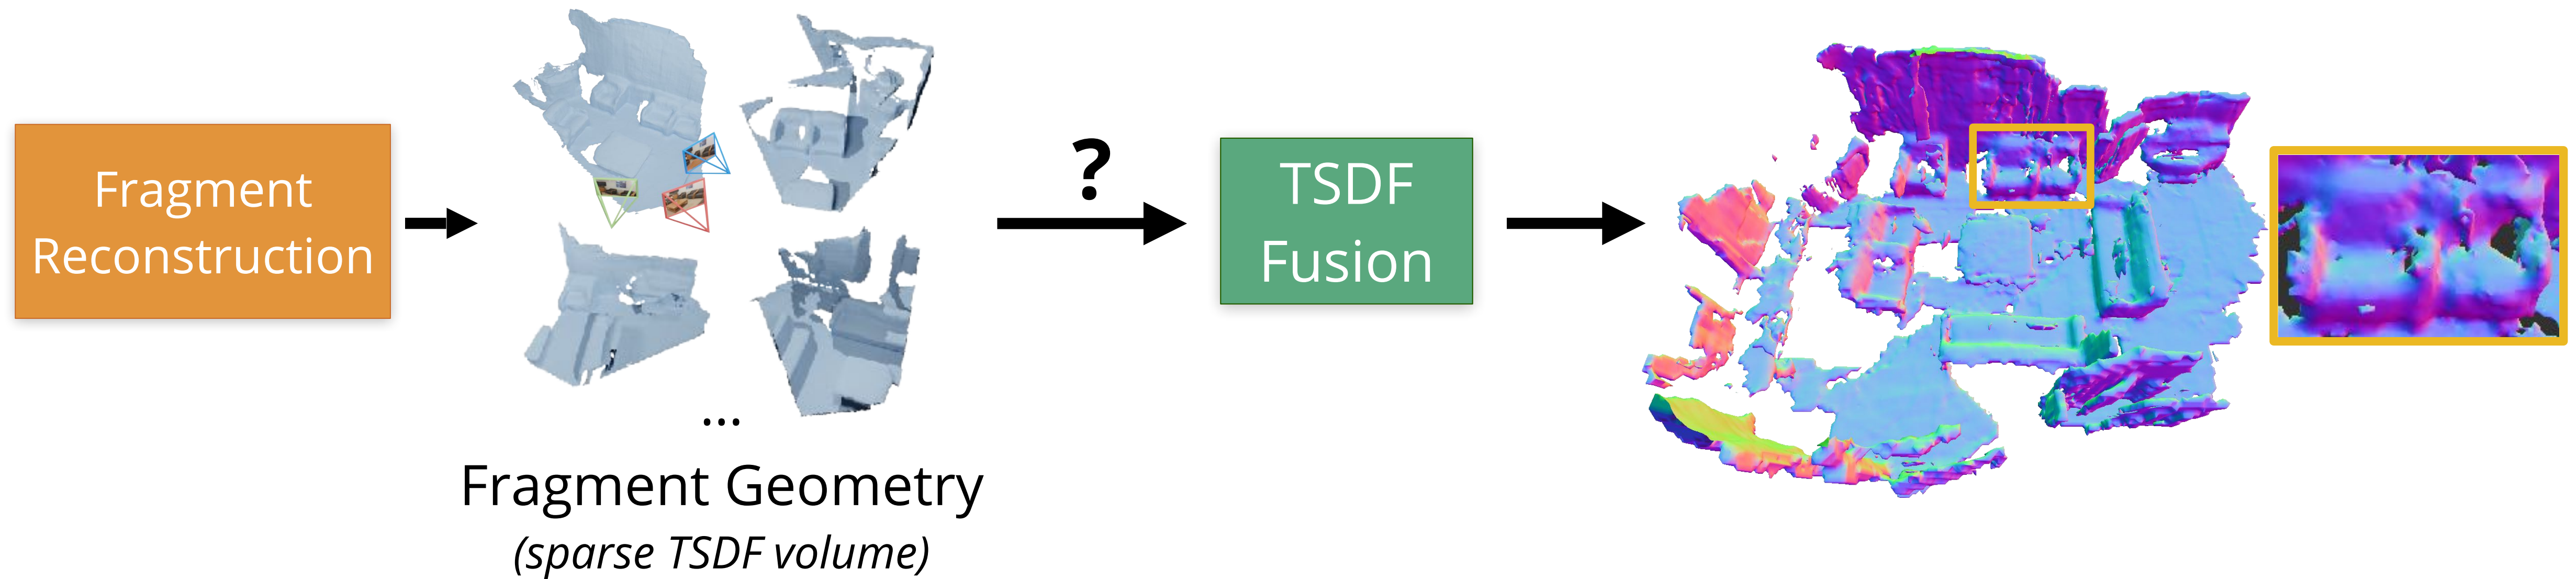 Fragment
Reconstruction
...
Fragment Geometry
(sparse TSDF volume)
?
TSDF
Fusion